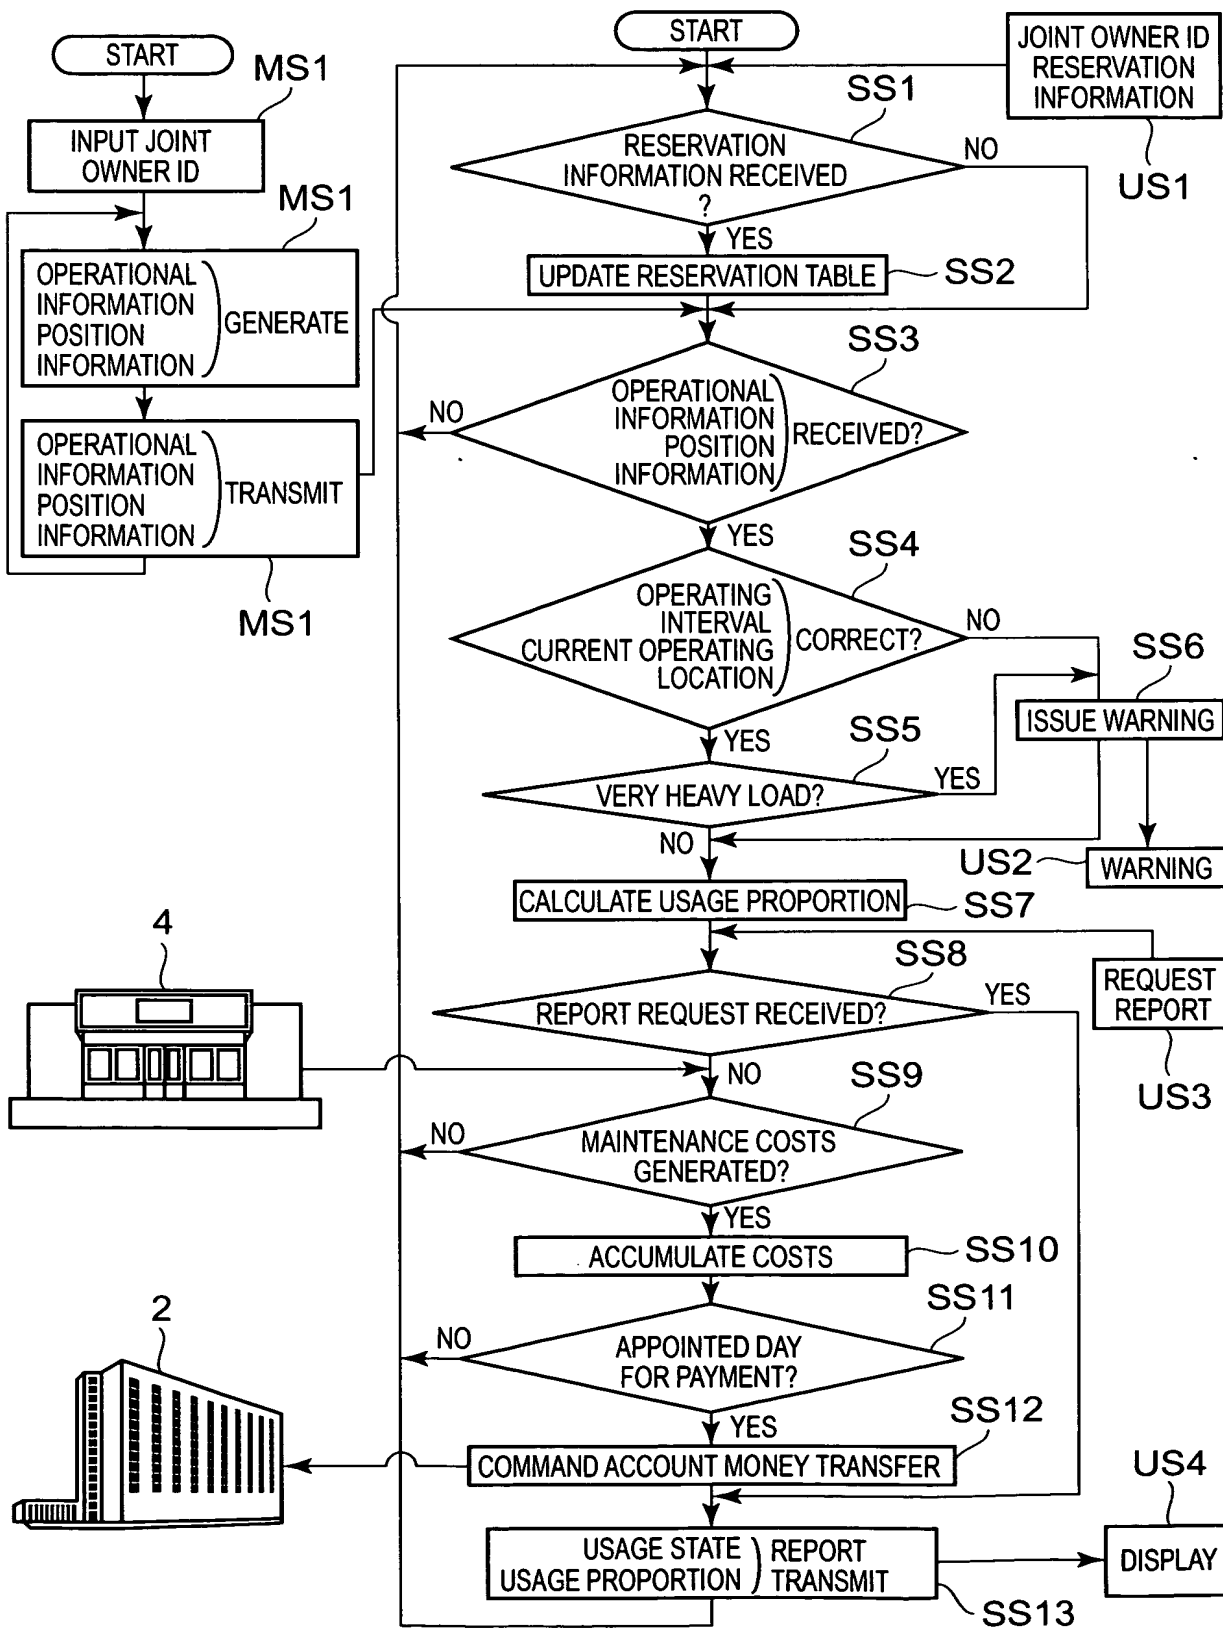 START
MS1
INPUT JOINT
OWNER ID
MS1
OPERATIONAL
INFORMATION
POSITION
INFORMATION
GENERATE
OPERATIONAL
INFORMATION
POSITION
INFORMATION
TRANSMIT
MS1
START
JOINT OWNER ID
RESERVATION
INFORMATION
US1
SS1
RESERVATION
INFORMATION RECEIVED
?
NO
YES
UPDATE RESERVATION TABLE
SS2
SS3
OPERATIONAL
INFORMATION
POSITION
INFORMATION
RECEIVED?
NO
YES
SS4
OPERATING
INTERVAL
CURRENT OPERATING
LOCATION
CORRECT?
NO
YES
SS6
ISSUE WARNING
SS5
VERY HEAVY LOAD?
YES
NO
US2
WARNING
CALCULATE USAGE PROPORTION
SS7
SS8
REPORT REQUEST RECEIVED?
YES
NO
REQUEST
REPORT
US3
4
SS9
MAINTENANCE COSTS
GENERATED?
NO
YES
ACCUMULATE COSTS
SS10
SS11
APPOINTED DAY
FOR PAYMENT?
NO
YES
2
SS12
COMMAND ACCOUNT MONEY TRANSFER
USAGE STATE
USAGE PROPORTION
REPORT
TRANSMIT
SS13
US4
DISPLAY